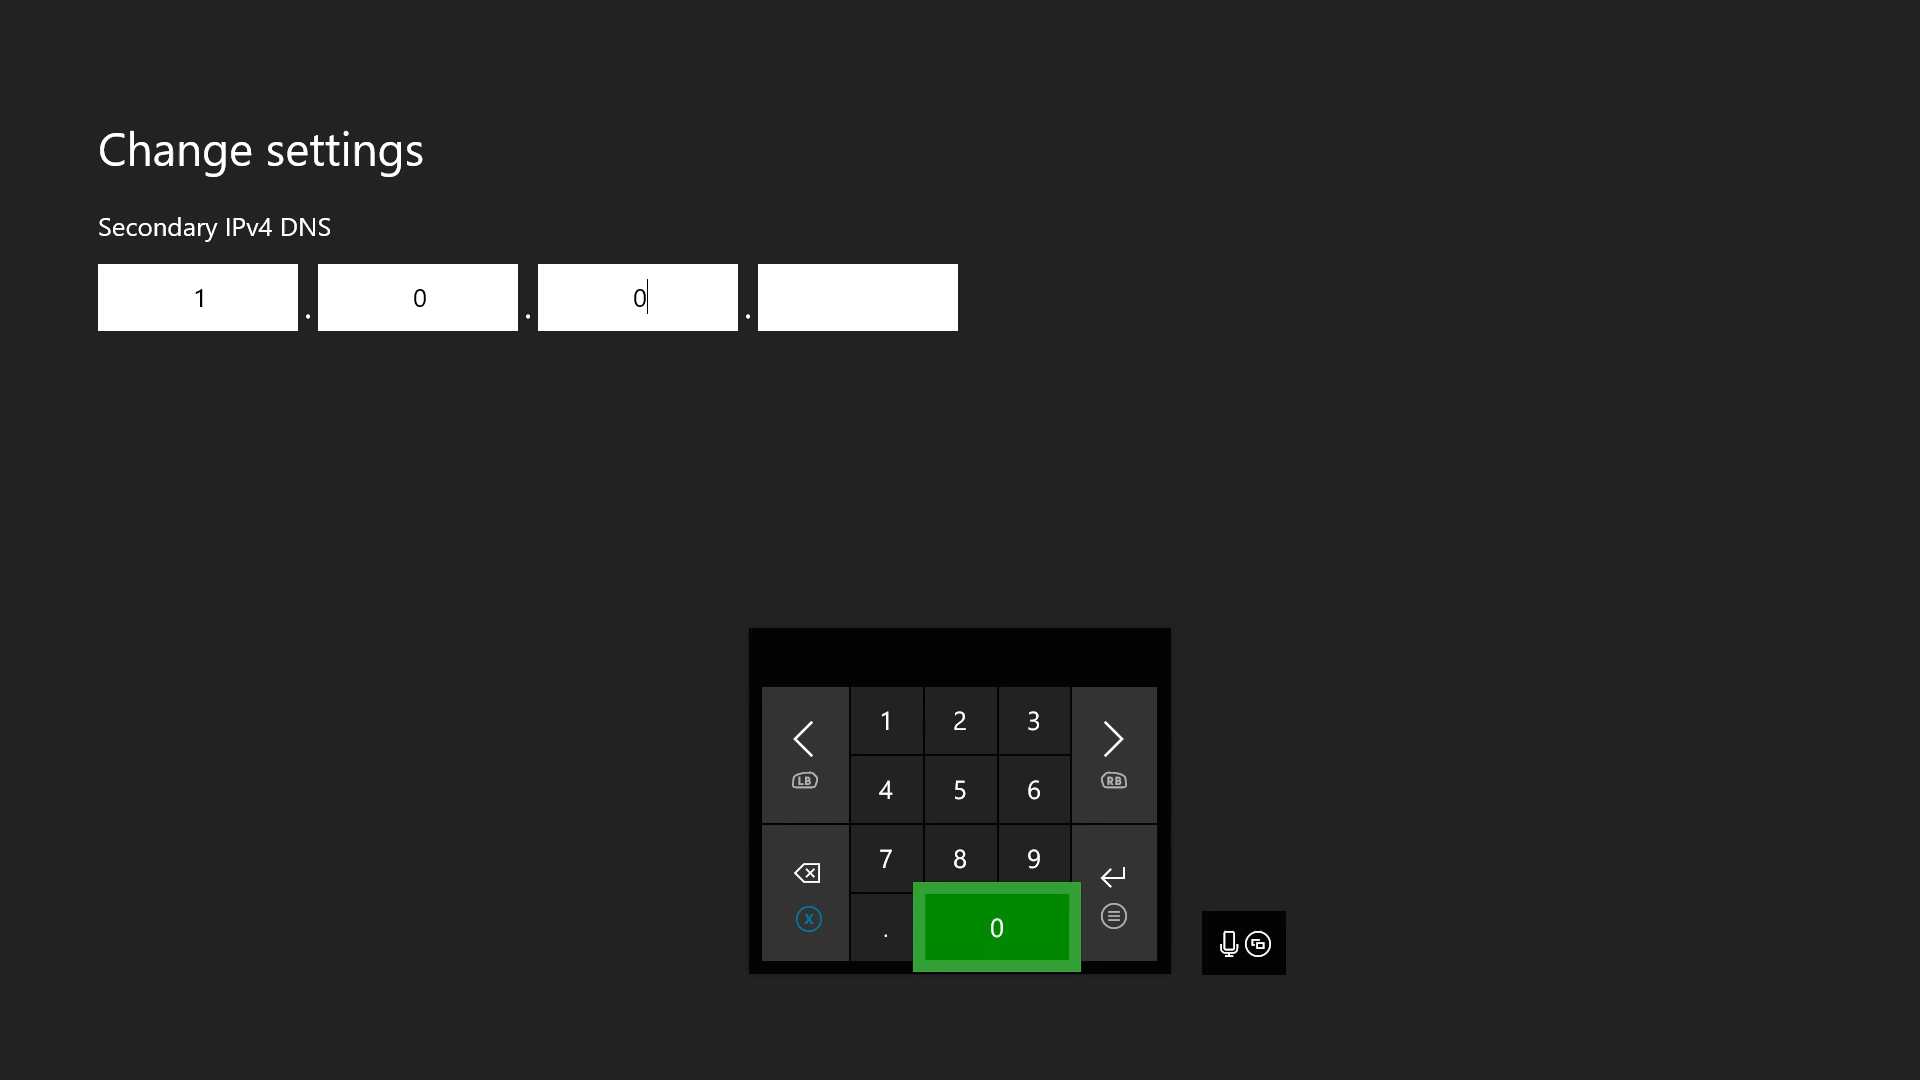 Change settings
Secondary IPv4 DNS
1 . 0 . 0 .
1 2 3
LB RB
4 5 6
7 8 9
X
. 0